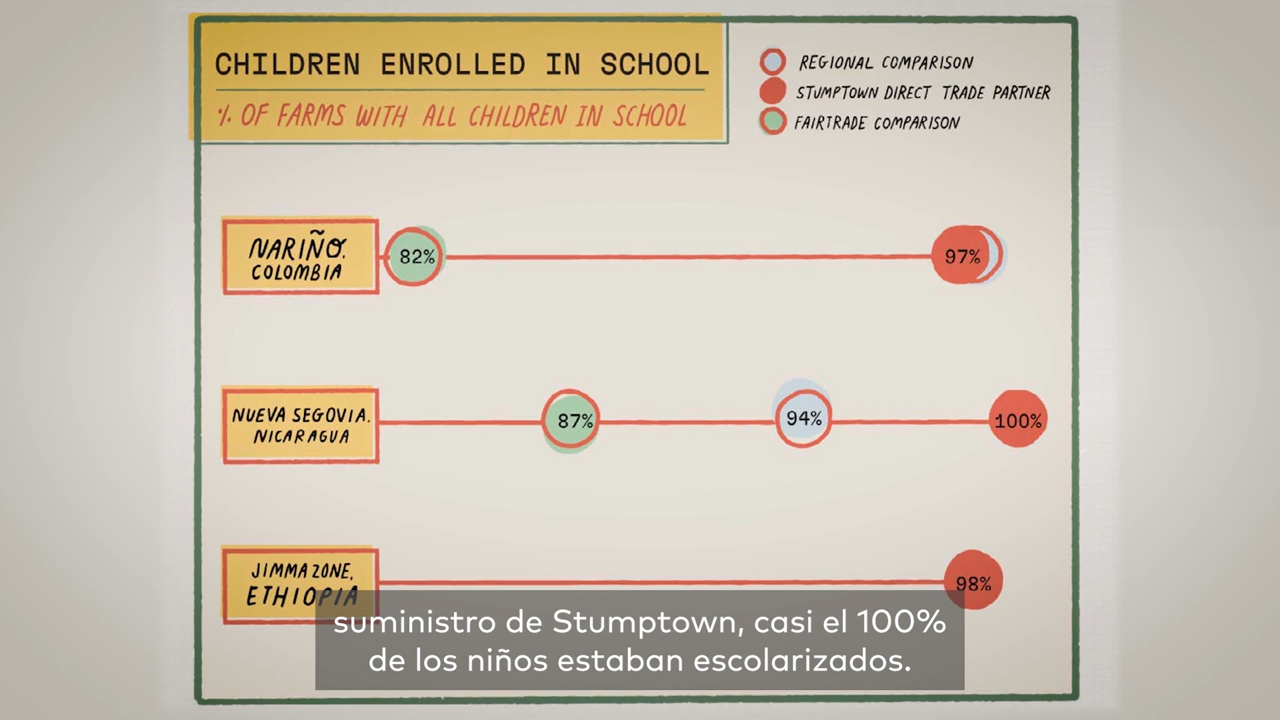 CHILDREN ENROLLED IN SCHOOL
% OF FARMS WITH ALL CHILDREN IN SCHOOL
REGIONAL COMPARISON
STUMPTOWN DIRECT TRADE PARTNER
FAIRTRADE COMPARISON
NARIÑO,
COLOMBIA
82%
97%
NUEVA SEGOVIA,
NICARAGUA
87%
94%
100%
JIMMA ZONE,
ETHIOPIA
98%
suministro de Stumptown, casi el 100%
de los niños estaban escolarizados.